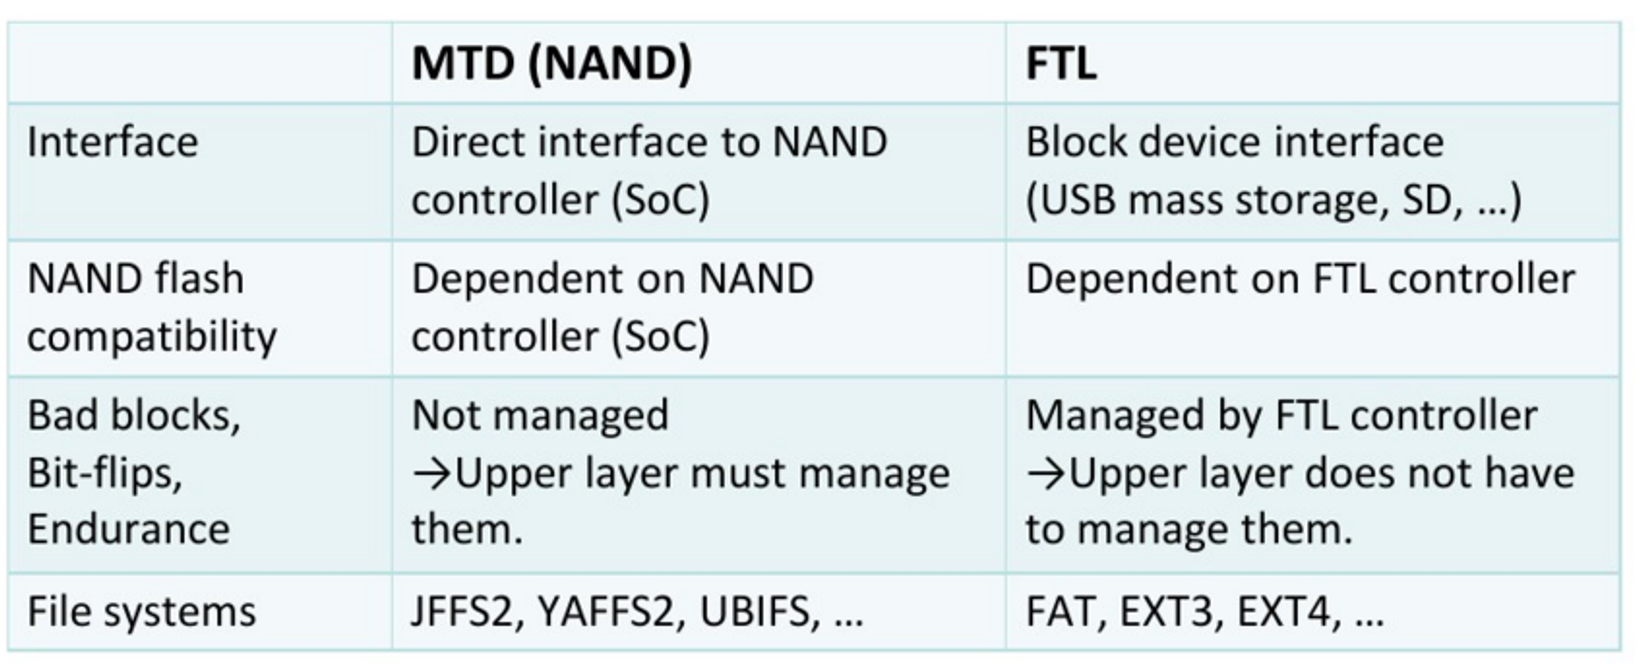 MTD (NAND) FTL
Interface
Direct interface to NAND
controller (SoC)
Block device interface
(USB mass storage, SD, ...)
NAND flash
compatibility
Dependent on NAND
controller (SoC)
Dependent on FTL controller
Bad blocks,
Bit-flips,
Endurance
Not managed
→Upper layer must manage
them.
Managed by FTL controller
→Upper layer does not have
to manage them.
File systems
JFFS2, YAFFS2, UBIFS, ...
FAT, EXT3, EXT4, ...